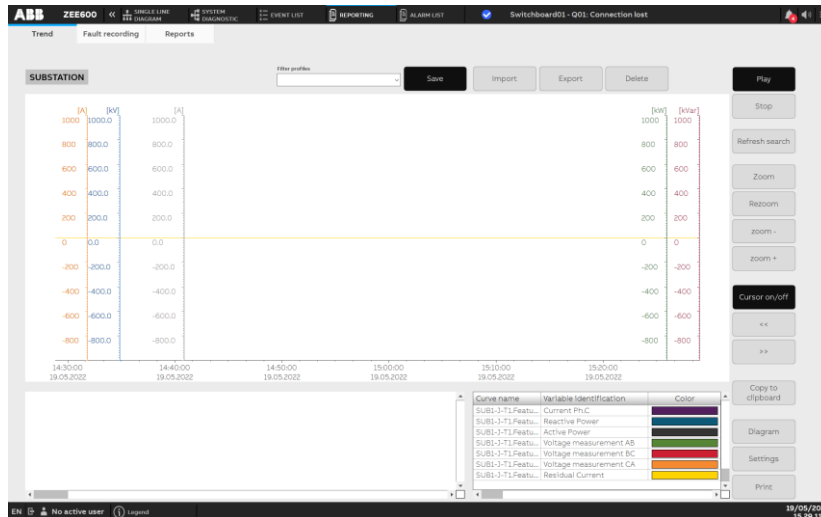 ABB ZEE600 << SINGLE LINE DIAGRAM SYSTEM DIAGNOSTIC EVENT LIST REPORTING ALARM LIST Switchboard01 - Q01: Connection lost
Trend Fault recording Reports
Filter profiles
SUBSTATION Save Import Export Delete Play
Stop
Refresh search
Zoom
Rezoom
zoom -
zoom +
Cursor on/off
<<
>>
Copy to
clipboard
Diagram
Settings
Print
[A] [kV] [A] [kW] [kVar]
1000 1000.0 1000.0 1000 1000
800 800.0 800.0 800 800
600 600.0 600.0 600 600
400 400.0 400.0 400 400
200 200.0 200.0 200 200
0 0.0 0.0 0 0
-200 -200.0 -200.0 -200 -200
-400 -400.0 -400.0 -400 -400
-600 -600.0 -600.0 -600 -600
-800 -800.0 -800.0 -800 -800
14:30:00 14:40:00 14:50:00 15:00:00 15:10:00 15:20:00
19.05.2022 19.05.2022 19.05.2022 19.05.2022 19.05.2022 19.05.2022
Curve name Variable identification Color
SUB1-J-T1.Featu... Current Ph.C
SUB1-J-T1.Featu... Reactive Power
SUB1-J-T1.Featu... Active Power
SUB1-J-T1.Featu... Voltage measurement AB
SUB1-J-T1.Featu... Voltage measurement BC
SUB1-J-T1.Featu... Voltage measurement CA
SUB1-J-T1.Featu... Residual Current
EN No active user Legend 19/05/20